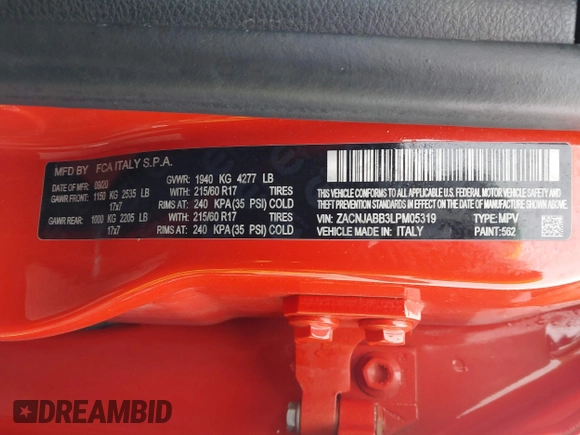 MFD BY FCA ITALY S.P.A.
DATE OF MFD: 0920 GVWR: 1940 KG 4277 LB
GAWR FRONT: 1150 KG 2535 LB WITH: 215/60 R17 TIRES
17x7 RIMS AT: 240 KPA (35 PSI) COLD
GAWR REAR: 1000 KG 2205 LB WITH: 215/60 R17 TIRES
17x7 RIMS AT: 240 KPA (35 PSI) COLD
THIS VEHICLE CONFORMS TO ALL APPLICABLE
U.S.A. FEDERAL MOTOR VEHICLE SAFETY, BUMPER AND
THEFT PREVENTION STANDARDS IN EFFECT ON THE DATE
OF MANUFACTURE SHOWN ABOVE
VIN: ZACNJABB3LPM05319 TYPE: MPV
VEHICLE MADE IN: ITALY PAINT: 562
DREAMBID